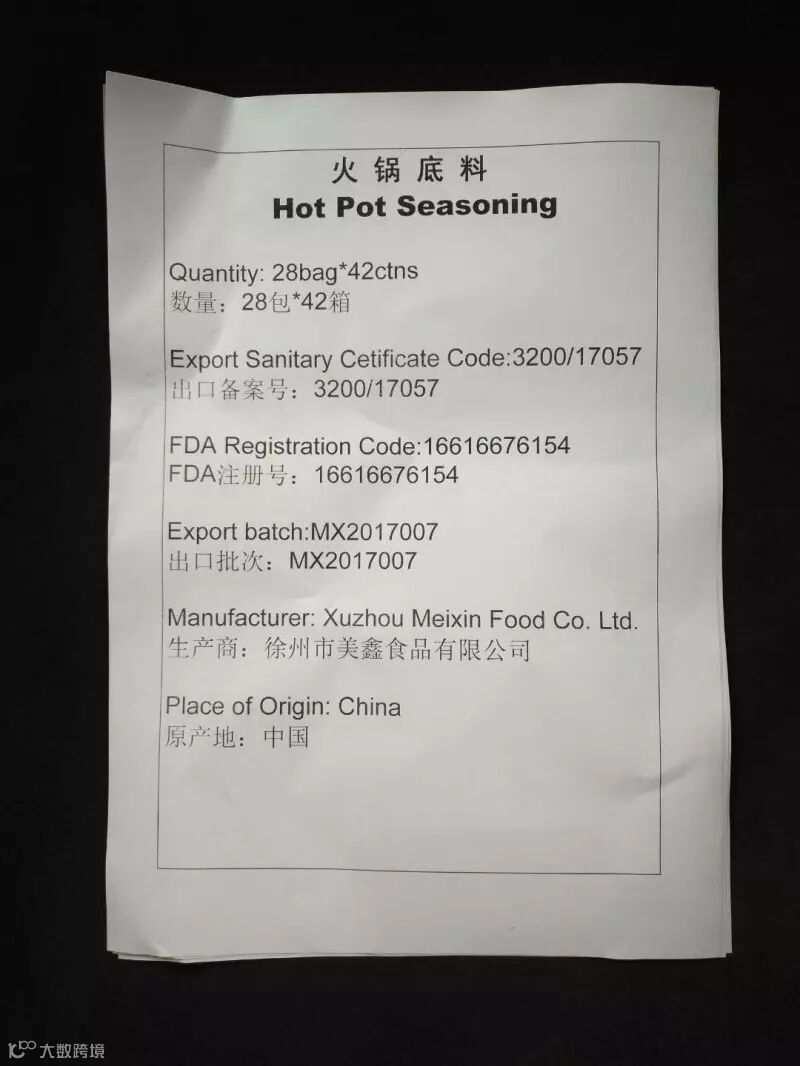 火锅底料
Hot Pot Seasoning
Quantity: 28bag*42ctns
数量：28包*42箱
Export Sanitary Cetificate Code:3200/17057
出口备案号：3200/17057
FDA Registration Code:16616676154
FDA注册号：16616676154
Export batch:MX2017007
出口批次：MX2017007
Manufacturer: Xuzhou Meixin Food Co. Ltd.
生产商：徐州市美鑫食品有限公司
Place of Origin: China
原产地：中国
大数跨境